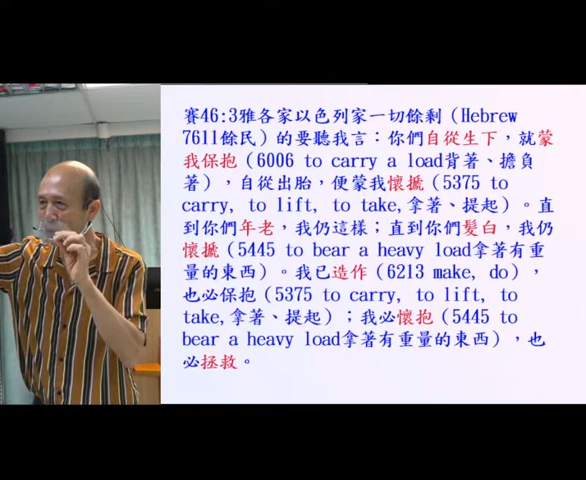 賽46:3雅各家以色列家一切餘剩（Hebrew
7611餘民）的要聽我言：你們自從生下，就蒙
我保抱（6006 to carry a load背著、擔負
著），自從出胎，便蒙我懷搋（5375 to
carry, to lift, to take,拿著、提起）。直
到你們年老，我仍這樣；直到你們髮白，我仍
懷搋（5445 to bear a heavy load拿著有重
量的東西）。我已造作（6213 make, do），
也必保抱（5375 to carry, to lift, to
take,拿著、提起）；我必懷抱（5445 to
bear a heavy load拿著有重量的東西），也
必拯救。